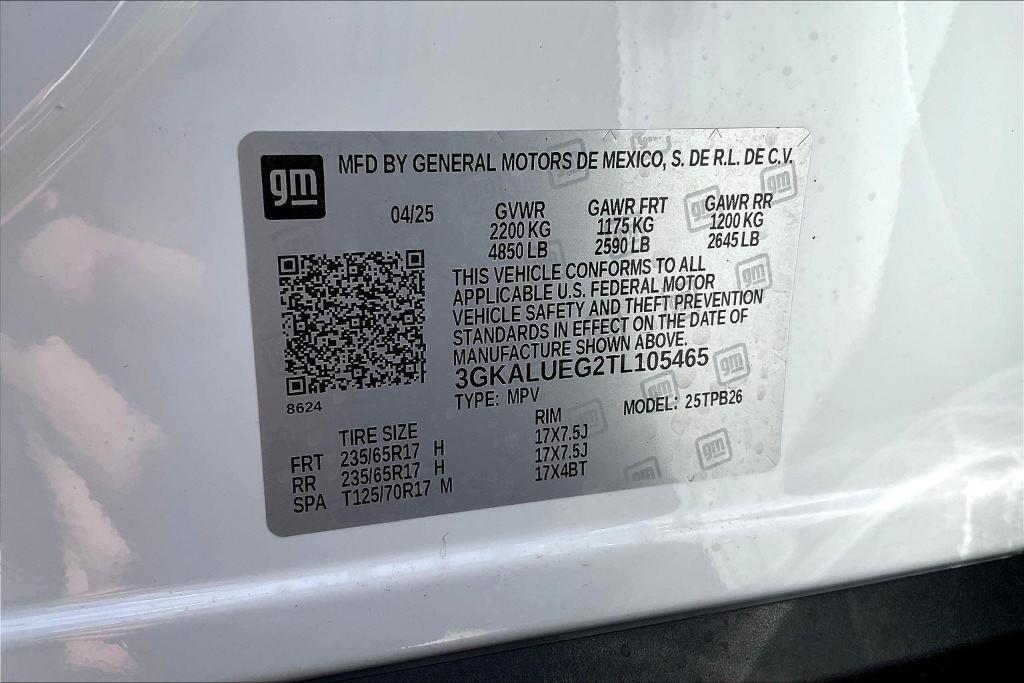 gm MFD BY GENERAL MOTORS DE MEXICO, S. DE R.L. DE C.V.
04/25 GVWR GAWR FRT GAWR RR
2200 KG 1175 KG 1200 KG
4850 LB 2590 LB 2645 LB
THIS VEHICLE CONFORMS TO ALL
APPLICABLE U.S. FEDERAL MOTOR
VEHICLE SAFETY AND THEFT PREVENTION
STANDARDS IN EFFECT ON THE DATE OF
MANUFACTURE SHOWN ABOVE.
3GKALUEG2TL105465
8624
TYPE: MPV MODEL: 25TPB26
TIRE SIZE RIM
FRT 235/65R17 H 17X7.5J
RR 235/65R17 H 17X7.5J
SPA T125/70R17 M 17X4BT